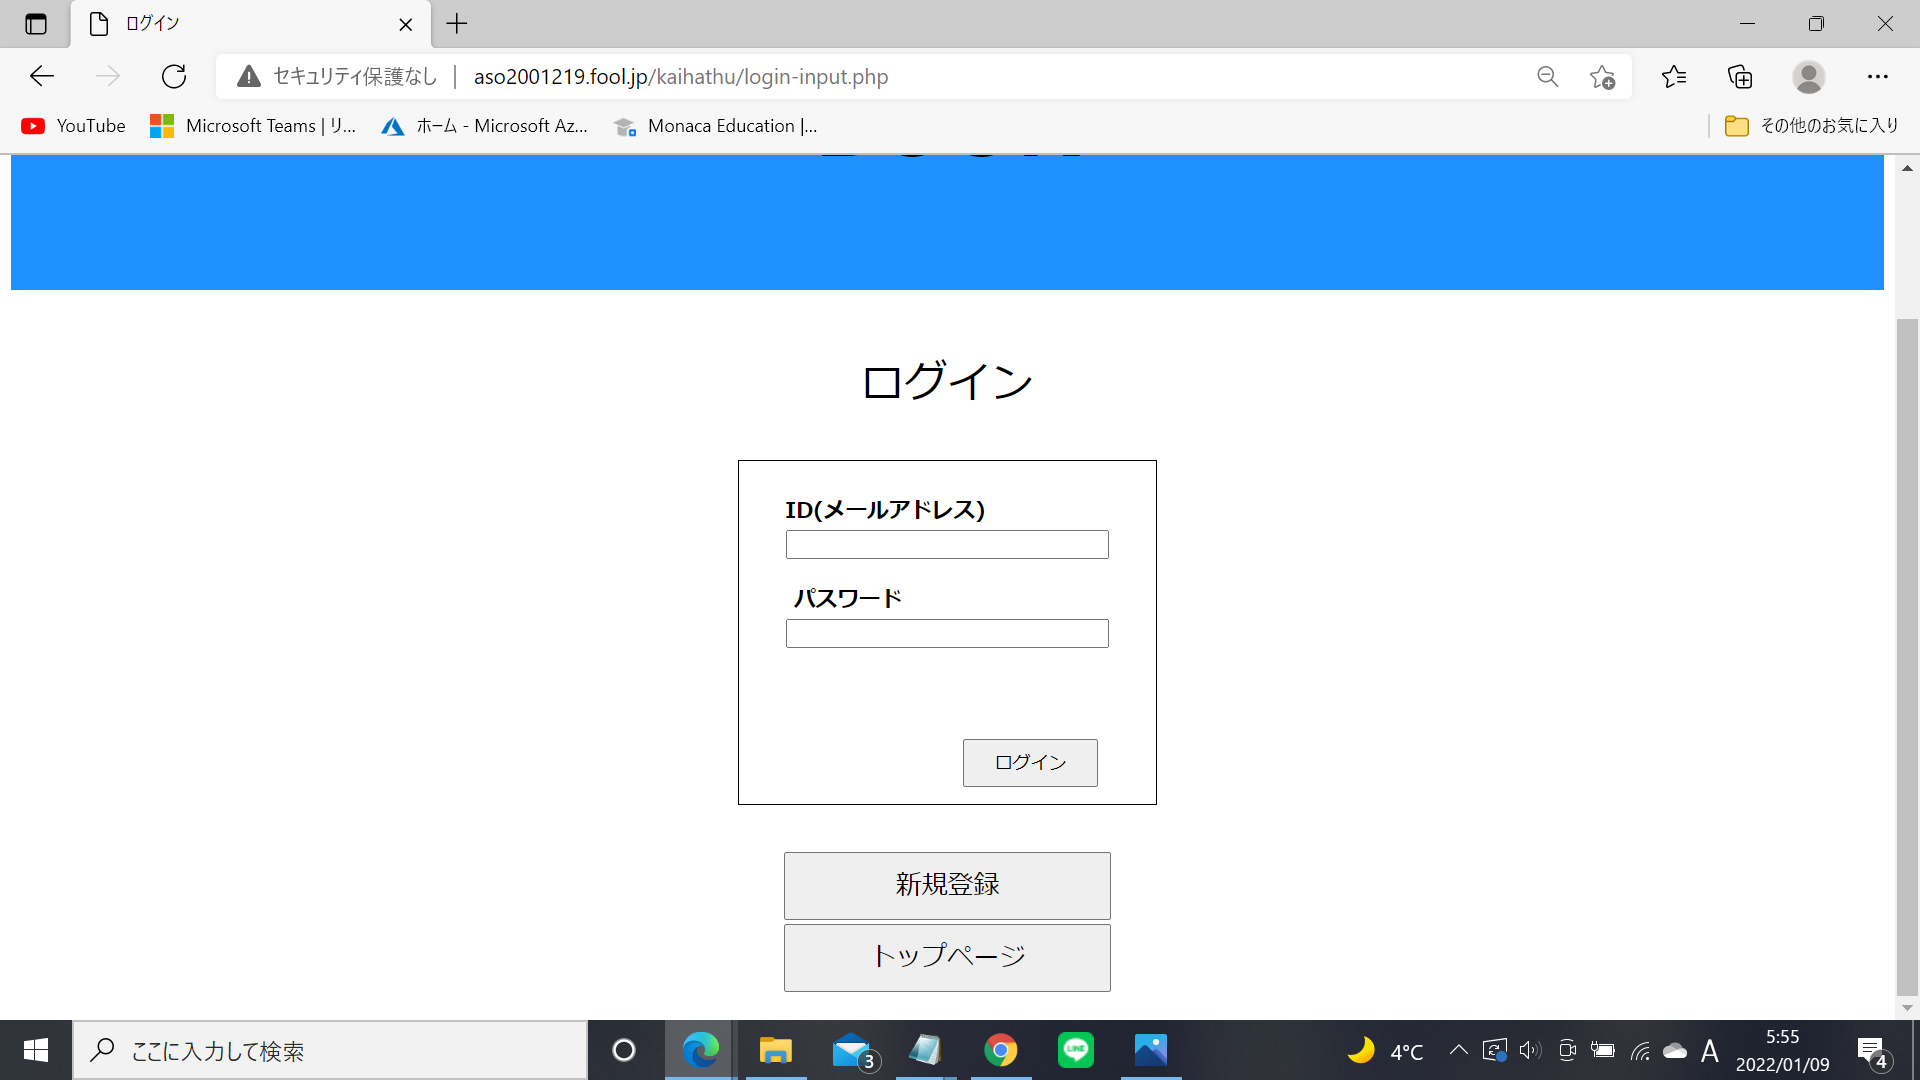 ログイン
セキュリティ保護なし | aso2001219.fool.jp/kaihathu/login-input.php
YouTube
Microsoft Teams | リ...
ホーム - Microsoft Az...
Monaca Education |...
その他のお気に入り
ログイン
ID(メールアドレス)
パスワード
ログイン
新規登録
トップページ
ここに入力して検索
3
LINE
4°C
A
5:55
2022/01/09
4